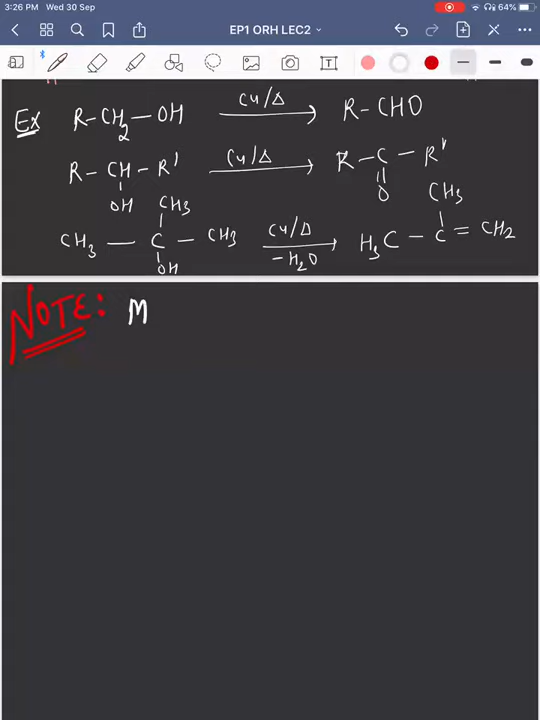 3:26 PM Wed 30 Sep 64%
EP1 ORH LEC2
Ex R-CH2-OH Cu/Δ R-CHO
R-CH-R' Cu/Δ R-C-R'
OH O
CH3 CH3
CH3-C-CH3 Cu/Δ H3C-C=CH2
OH -H2O
NOTE: M